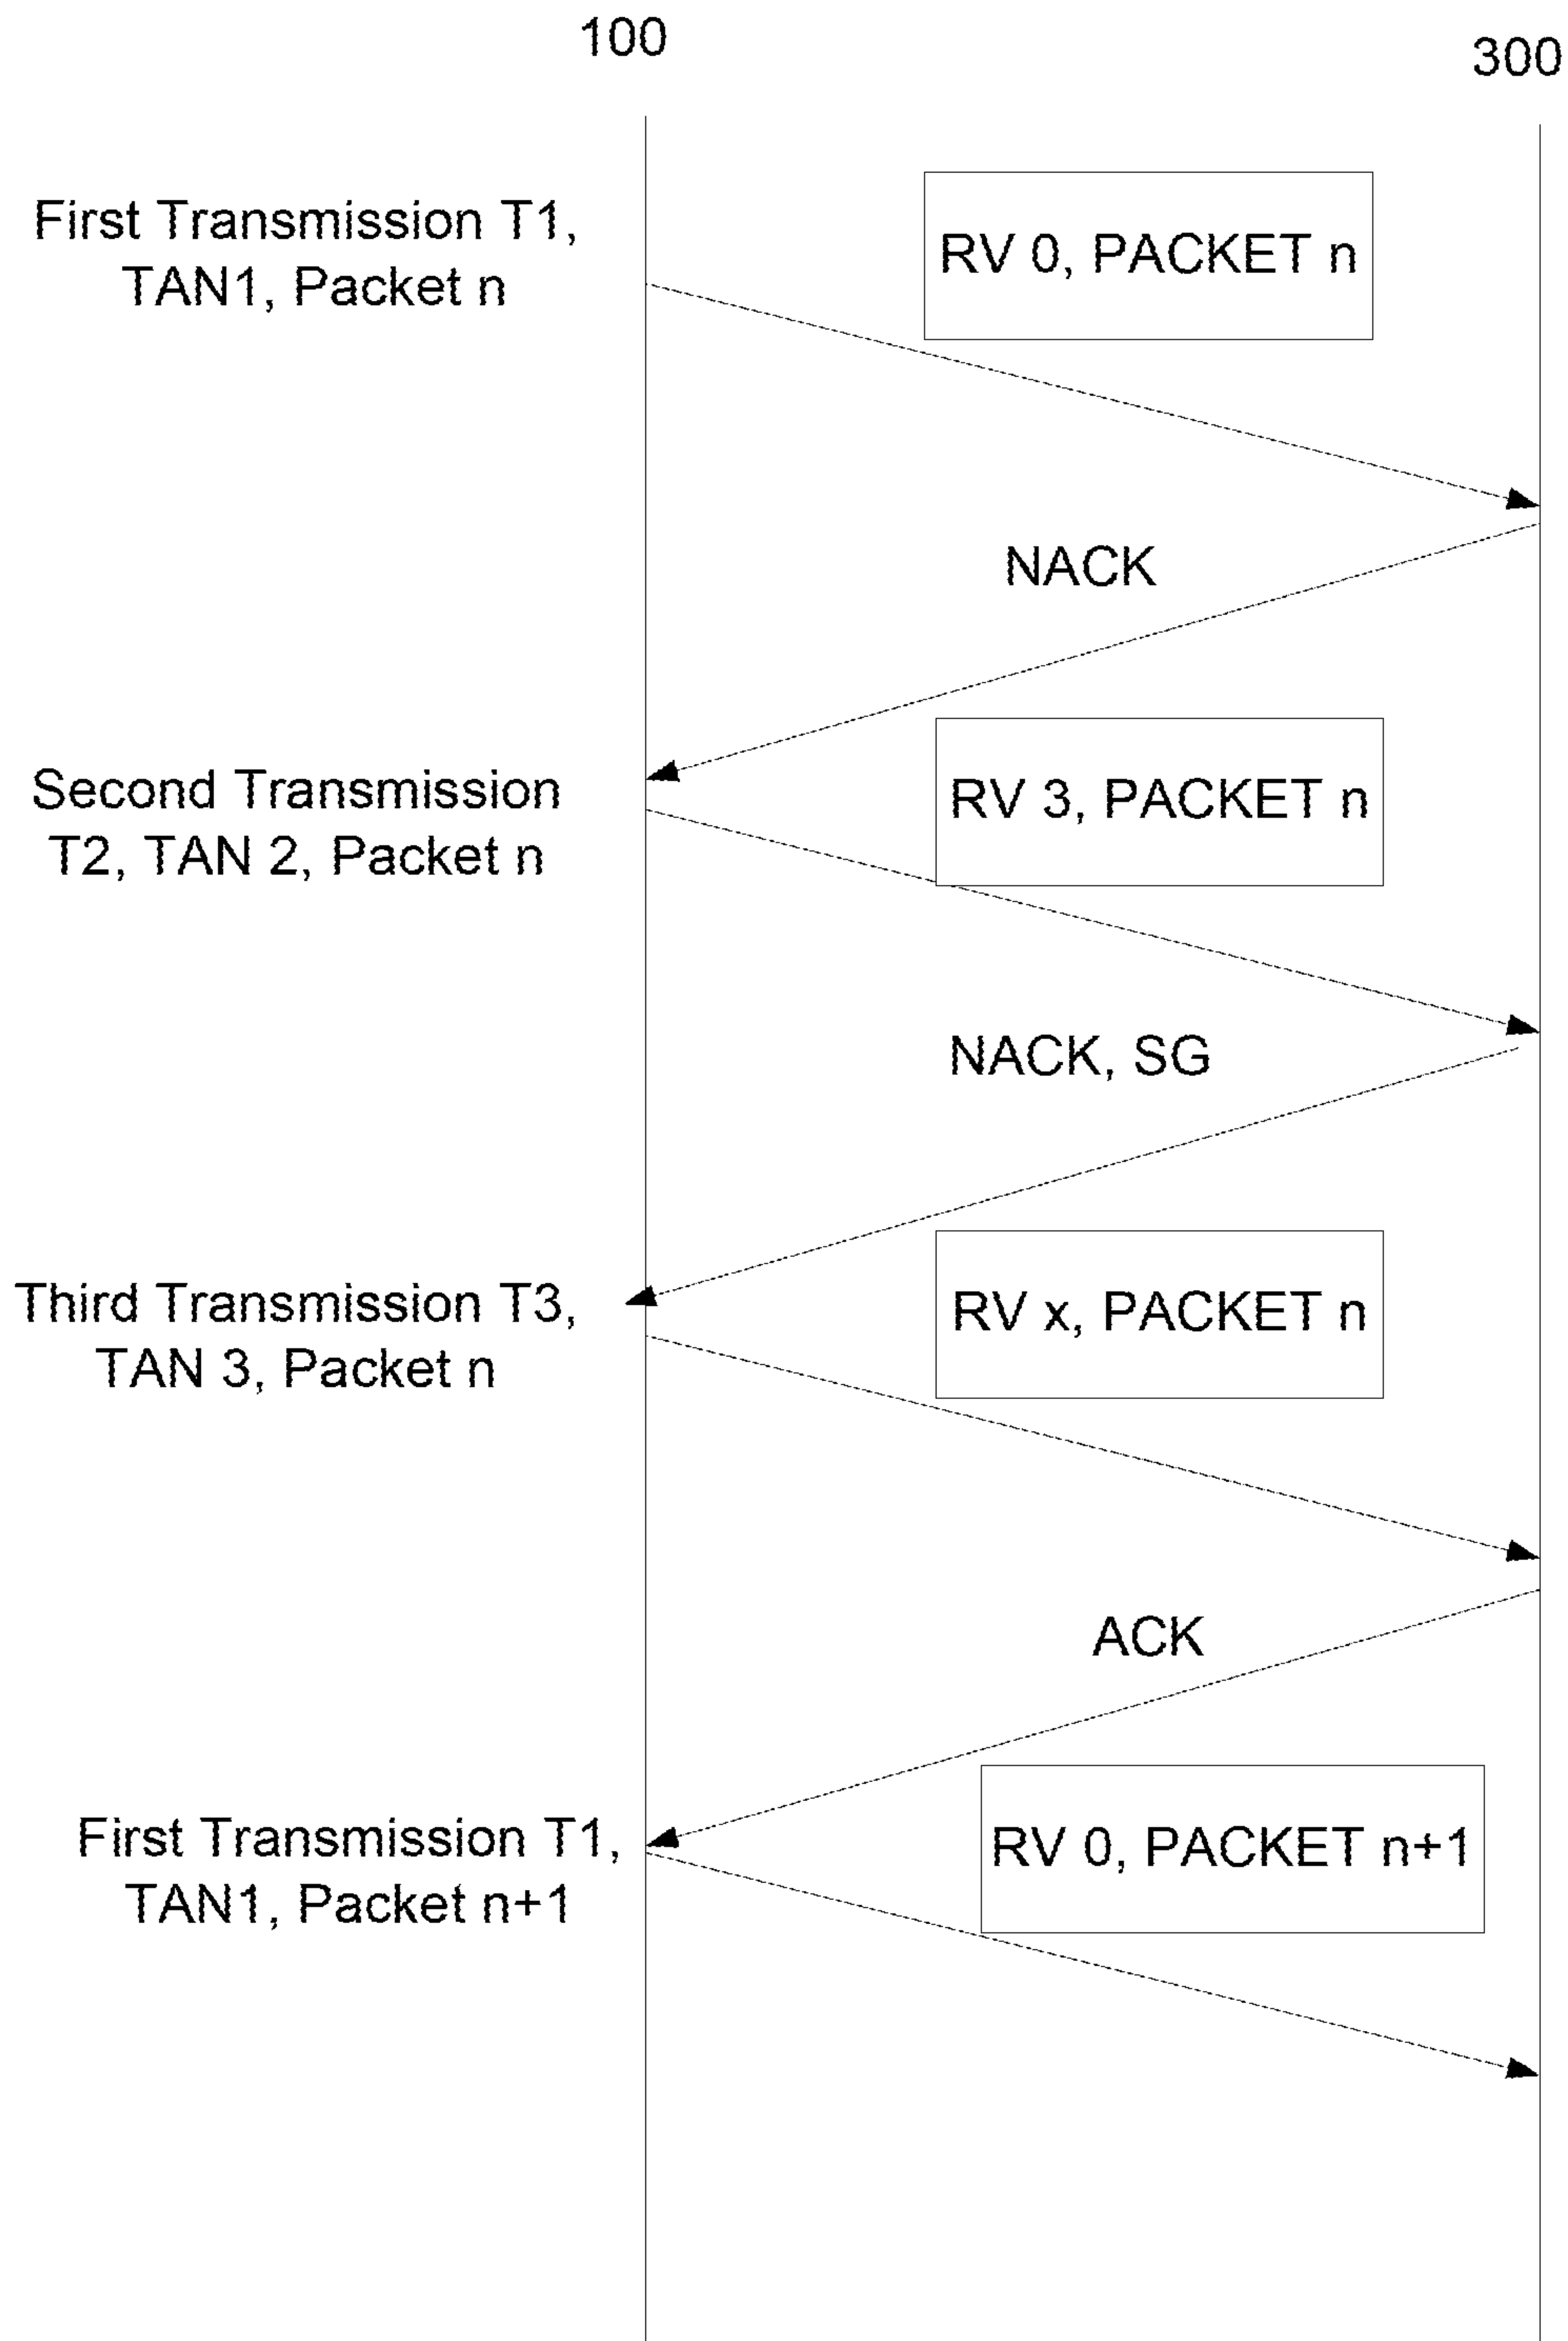 100
300
First Transmission T1,
TAN1, Packet n
RV 0, PACKET n
NACK
Second Transmission
T2, TAN 2, Packet n
RV 3, PACKET n
NACK, SG
Third Transmission T3,
TAN 3, Packet n
RV x, PACKET n
ACK
First Transmission T1,
TAN1, Packet n+1
RV 0, PACKET n+1